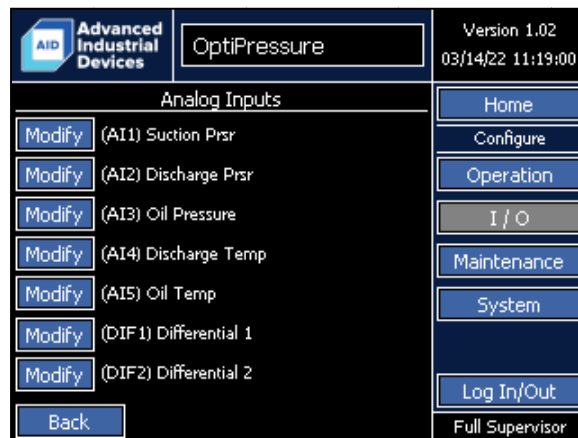 AID
Advanced
Industrial
Devices
OptiPressure
Version 1.02
03/14/22 11:19:00
Analog Inputs
Modify (AI1) Suction Prsr
Modify (AI2) Discharge Prsr
Modify (AI3) Oil Pressure
Modify (AI4) Discharge Temp
Modify (AI5) Oil Temp
Modify (DIF1) Differential 1
Modify (DIF2) Differential 2
Back
Home
Configure
Operation
I / O
Maintenance
System
Log In/Out
Full Supervisor